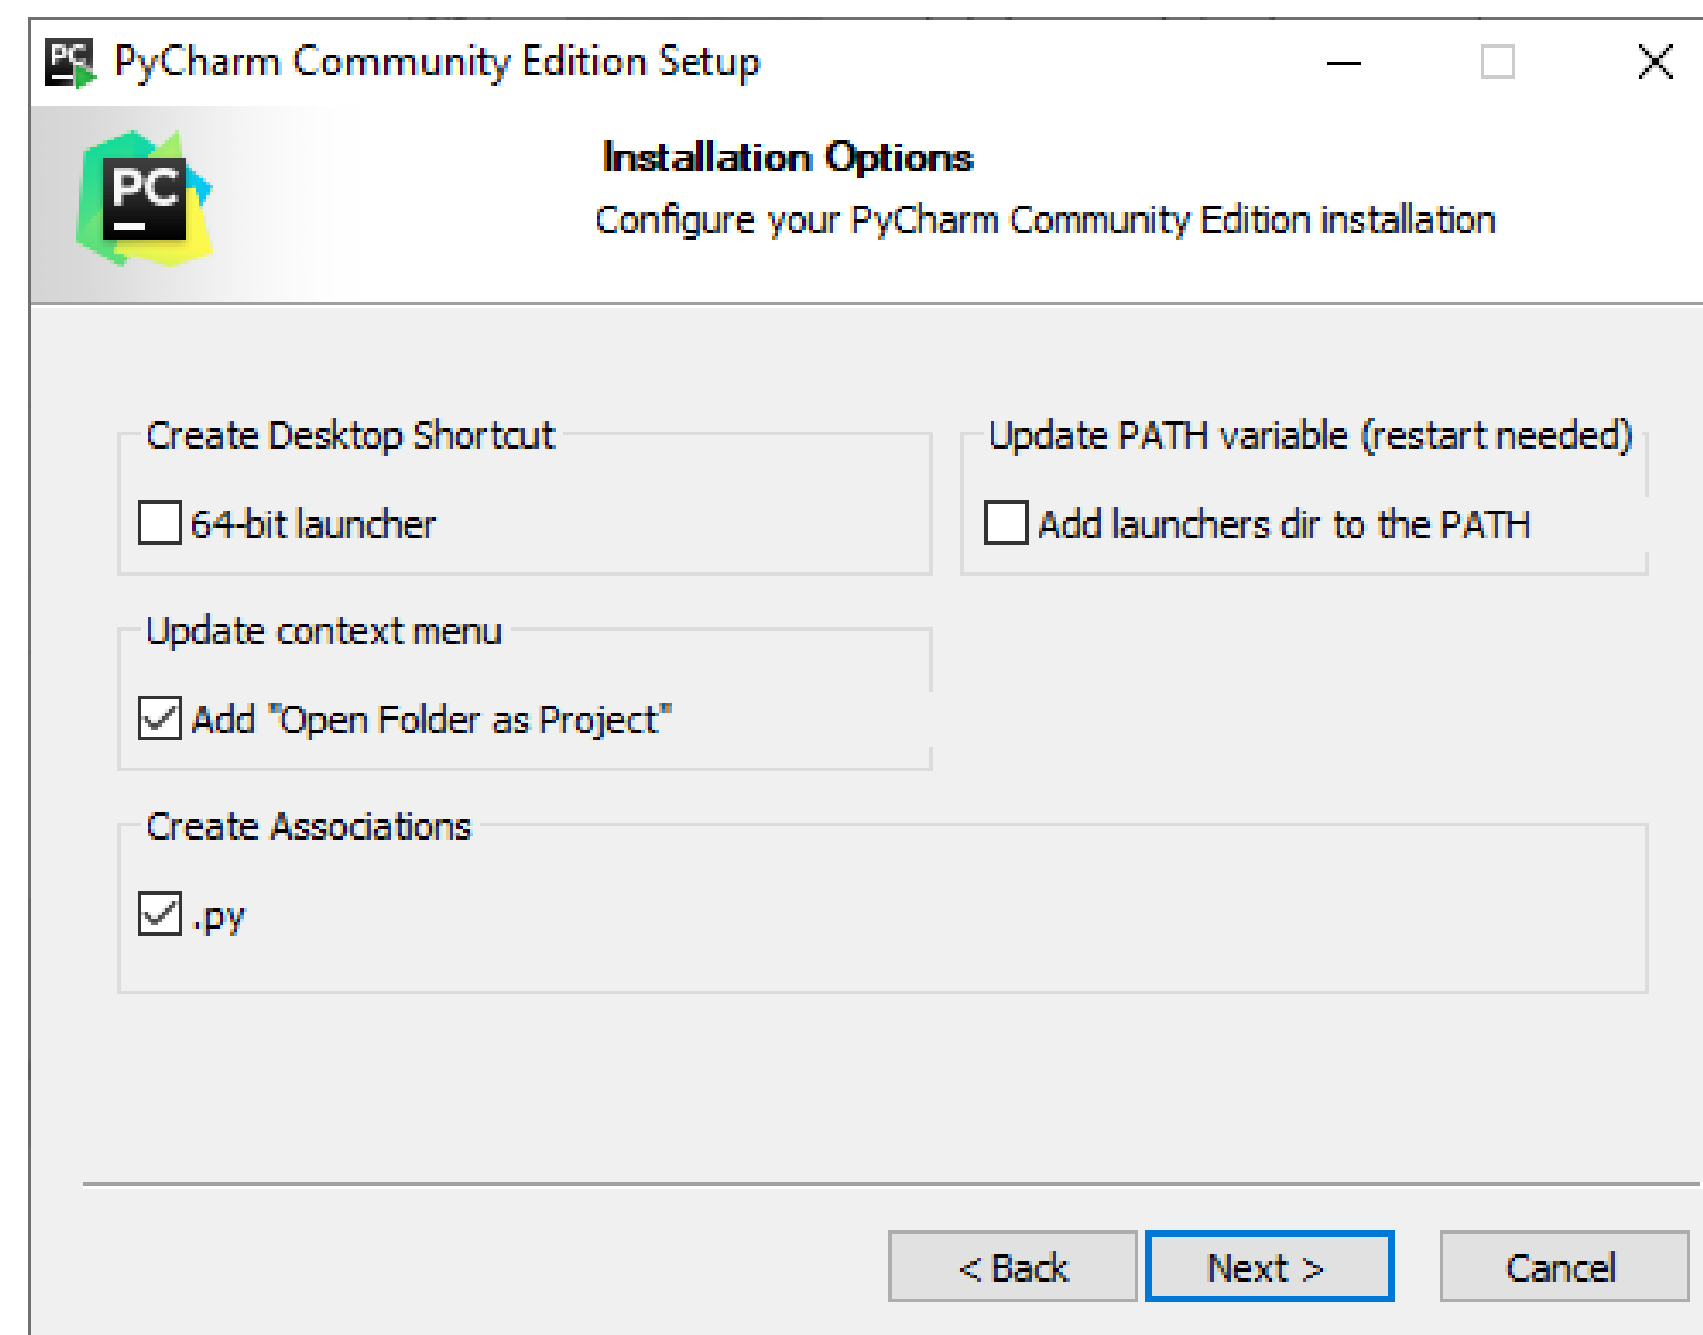 PyCharm Community Edition Setup
PC
Installation Options
Configure your PyCharm Community Edition installation
Create Desktop Shortcut
64-bit launcher
Update PATH variable (restart needed)
Add launchers dir to the PATH
Update context menu
Add "Open Folder as Project"
Create Associations
.py
< Back
Next >
Cancel